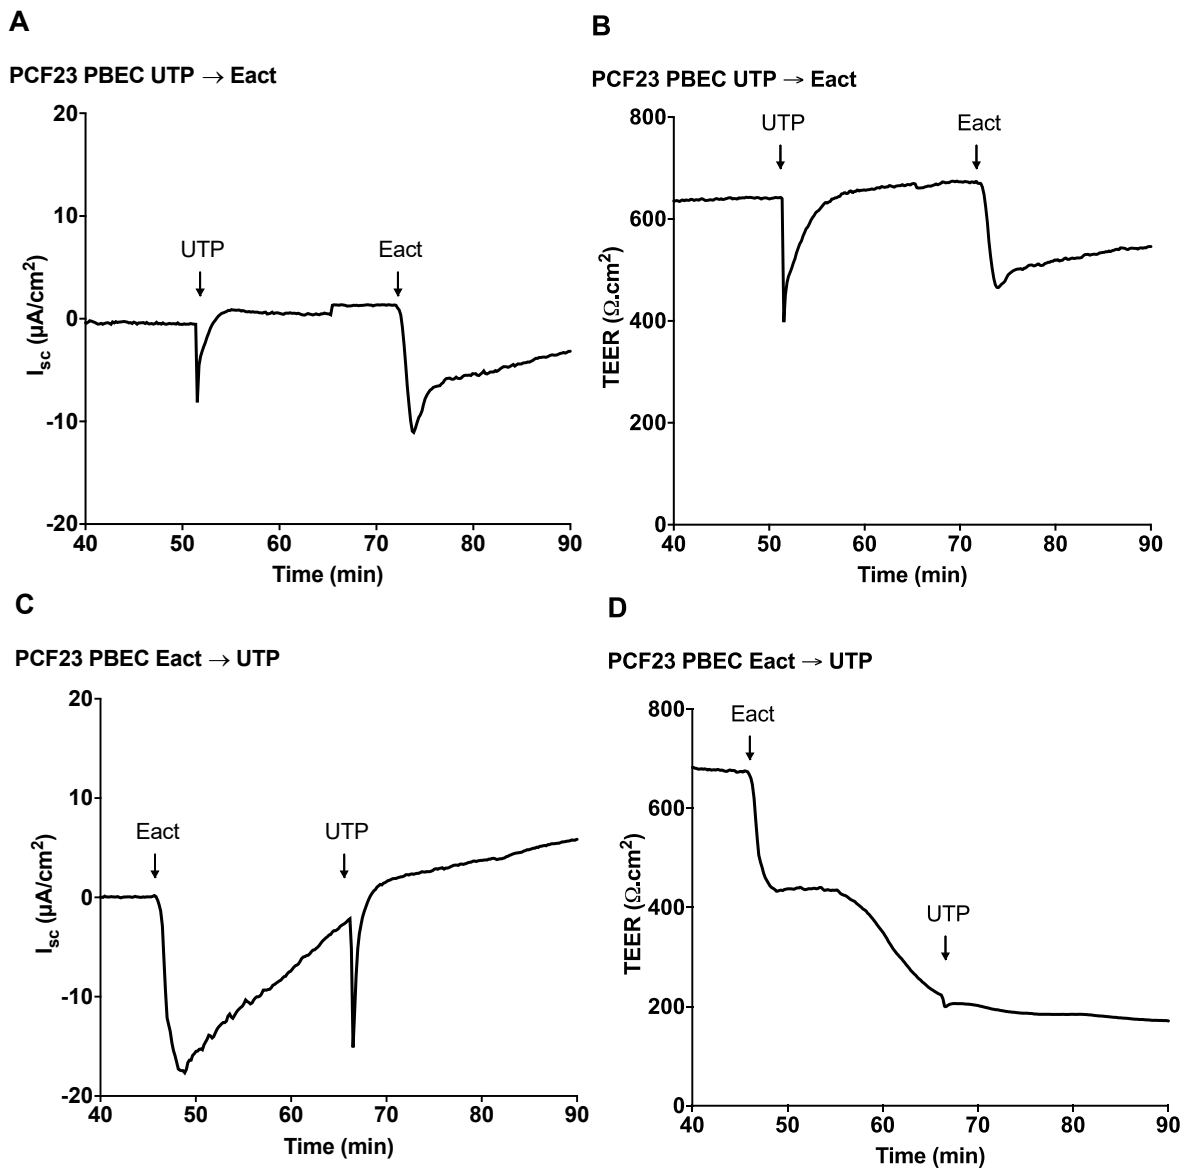 A
PCF23 PBEC UTP → Eact
20
10
0
-10
-20
I_sc (µA/cm²)
UTP
Eact
40 50 60 70 80 90
Time (min)
B
PCF23 PBEC UTP → Eact
800
600
400
200
0
TEER (Ω.cm²)
UTP
Eact
40 50 60 70 80 90
Time (min)
C
PCF23 PBEC Eact → UTP
20
10
0
-10
-20
I_sc (µA/cm²)
Eact
UTP
40 50 60 70 80 90
Time (min)
D
PCF23 PBEC Eact → UTP
800
600
400
200
0
TEER (Ω.cm²)
Eact
UTP
40 50 60 70 80 90
Time (min)